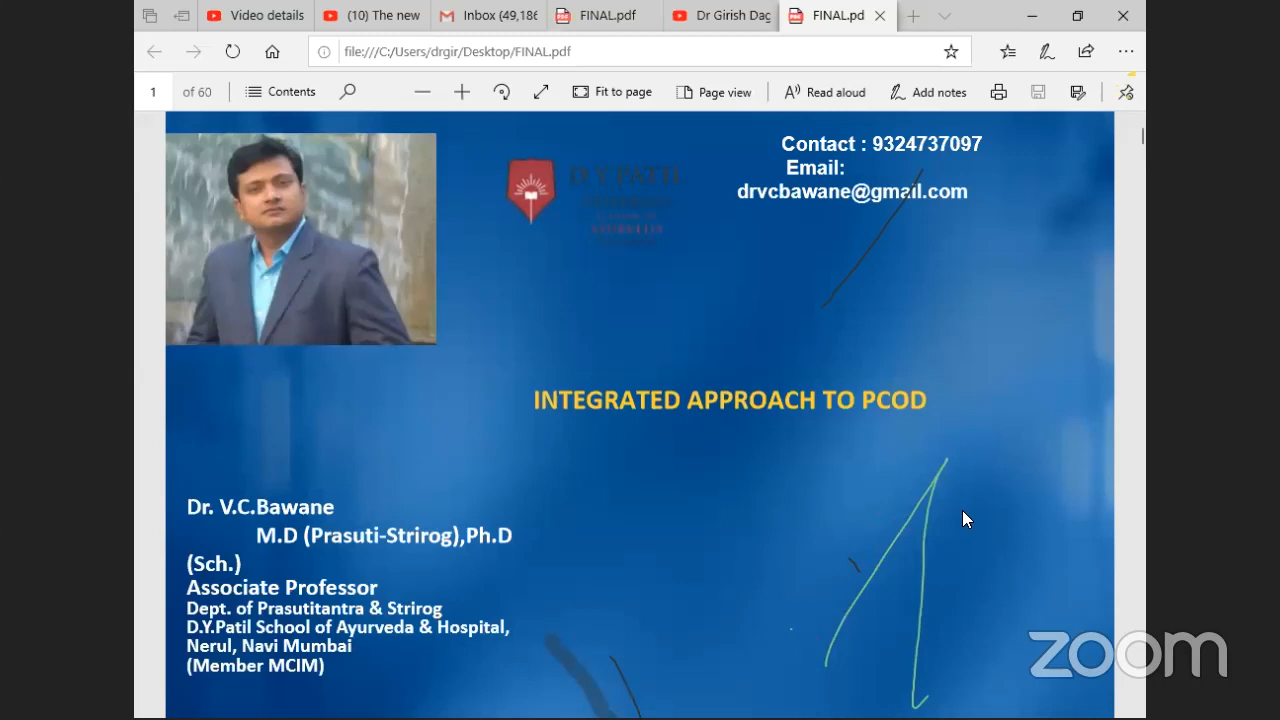 Video details
(10) The new
Inbox (49,186
FINAL.pdf
Dr Girish Dag
FINAL.pd
file:///C:/Users/drgir/Desktop/FINAL.pdf
1 of 60
Contents
Fit to page
Page view
Read aloud
Add notes
Contact : 9324737097
Email:
drvcbawane@gmail.com
D Y PATIL
INTEGRATED APPROACH TO PCOD
Dr. V.C.Bawane
M.D (Prasuti-Strirog),Ph.D
(Sch.)
Associate Professor
Dept. of Prasutitantra & Strirog
D.Y.Patil School of Ayurveda & Hospital,
Nerul, Navi Mumbai
(Member MCIM)
zoom